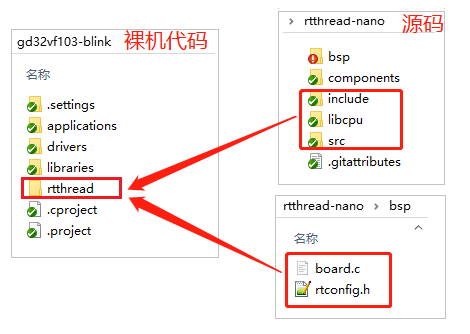 gd32vf103-blink
裸机代码
名称
.settings
applications
drivers
libraries
rtthread
.cproject
.project
rtthread-nano
源码
bsp
components
include
libcpu
src
.gitattributes
rtthread-nano > bsp
名称
board.c
rtconfig.h